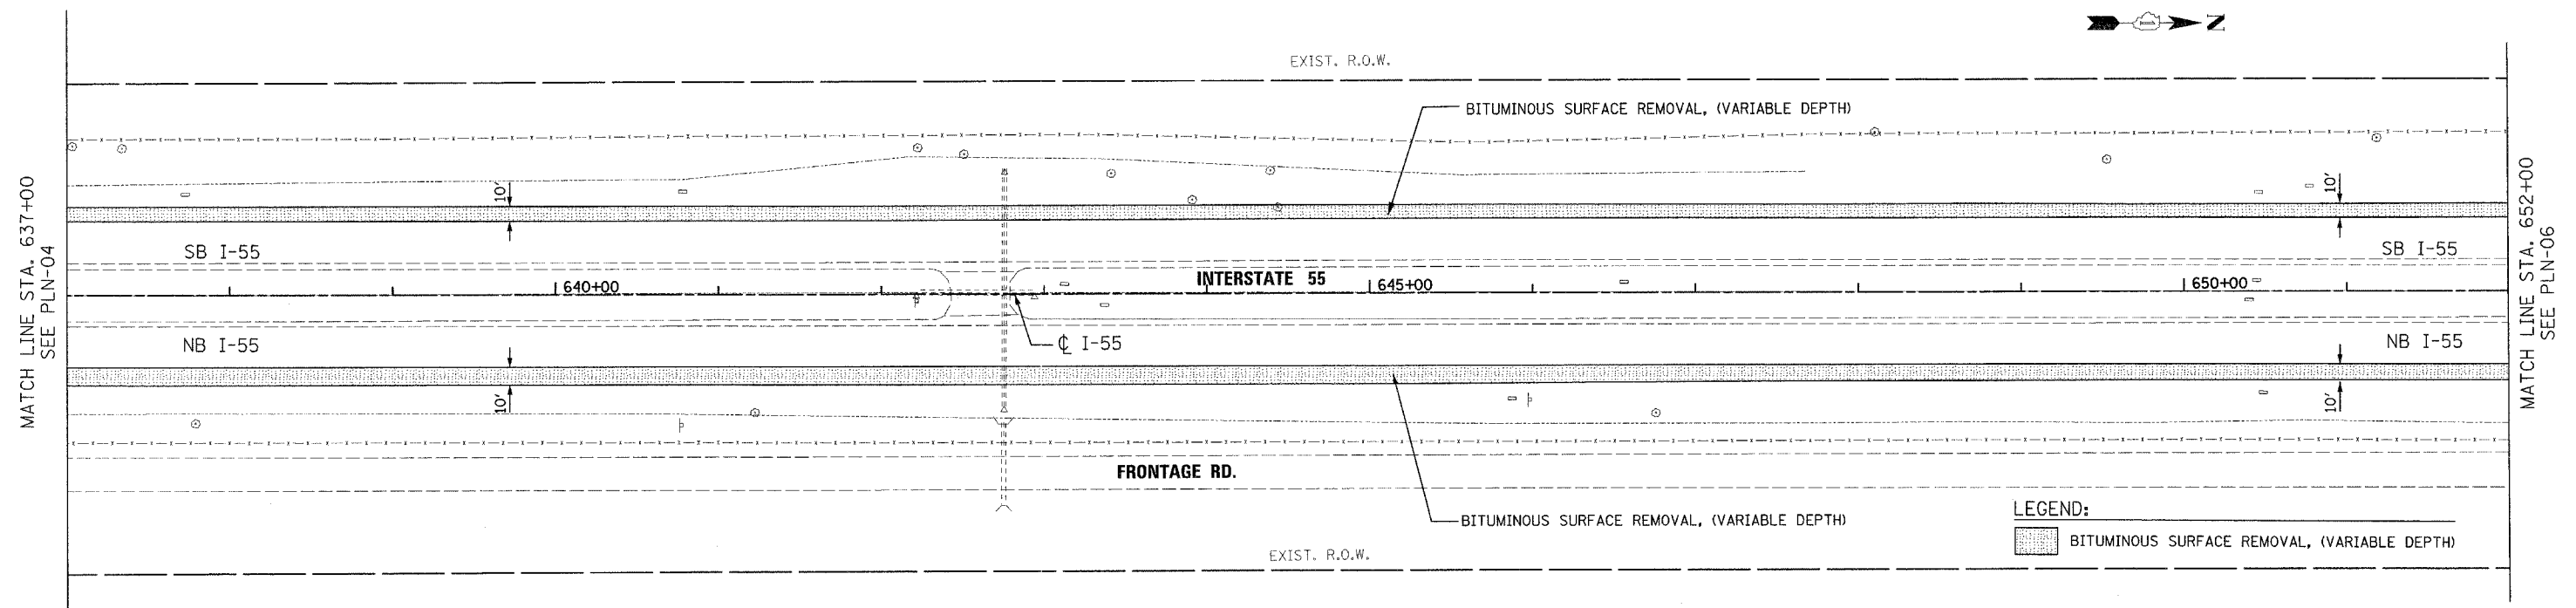 N
EXIST. R.O.W.
BITUMINOUS SURFACE REMOVAL, (VARIABLE DEPTH)
MATCH LINE STA. 637+00
SEE PLN-04
10'
10'
SB I-55
SB I-55
INTERSTATE 55
640+00
645+00
650+00
NB I-55
℄ I-55
NB I-55
10'
10'
FRONTAGE RD.
BITUMINOUS SURFACE REMOVAL, (VARIABLE DEPTH)
EXIST. R.O.W.
LEGEND:
BITUMINOUS SURFACE REMOVAL, (VARIABLE DEPTH)
MATCH LINE STA. 652+00
SEE PLN-06